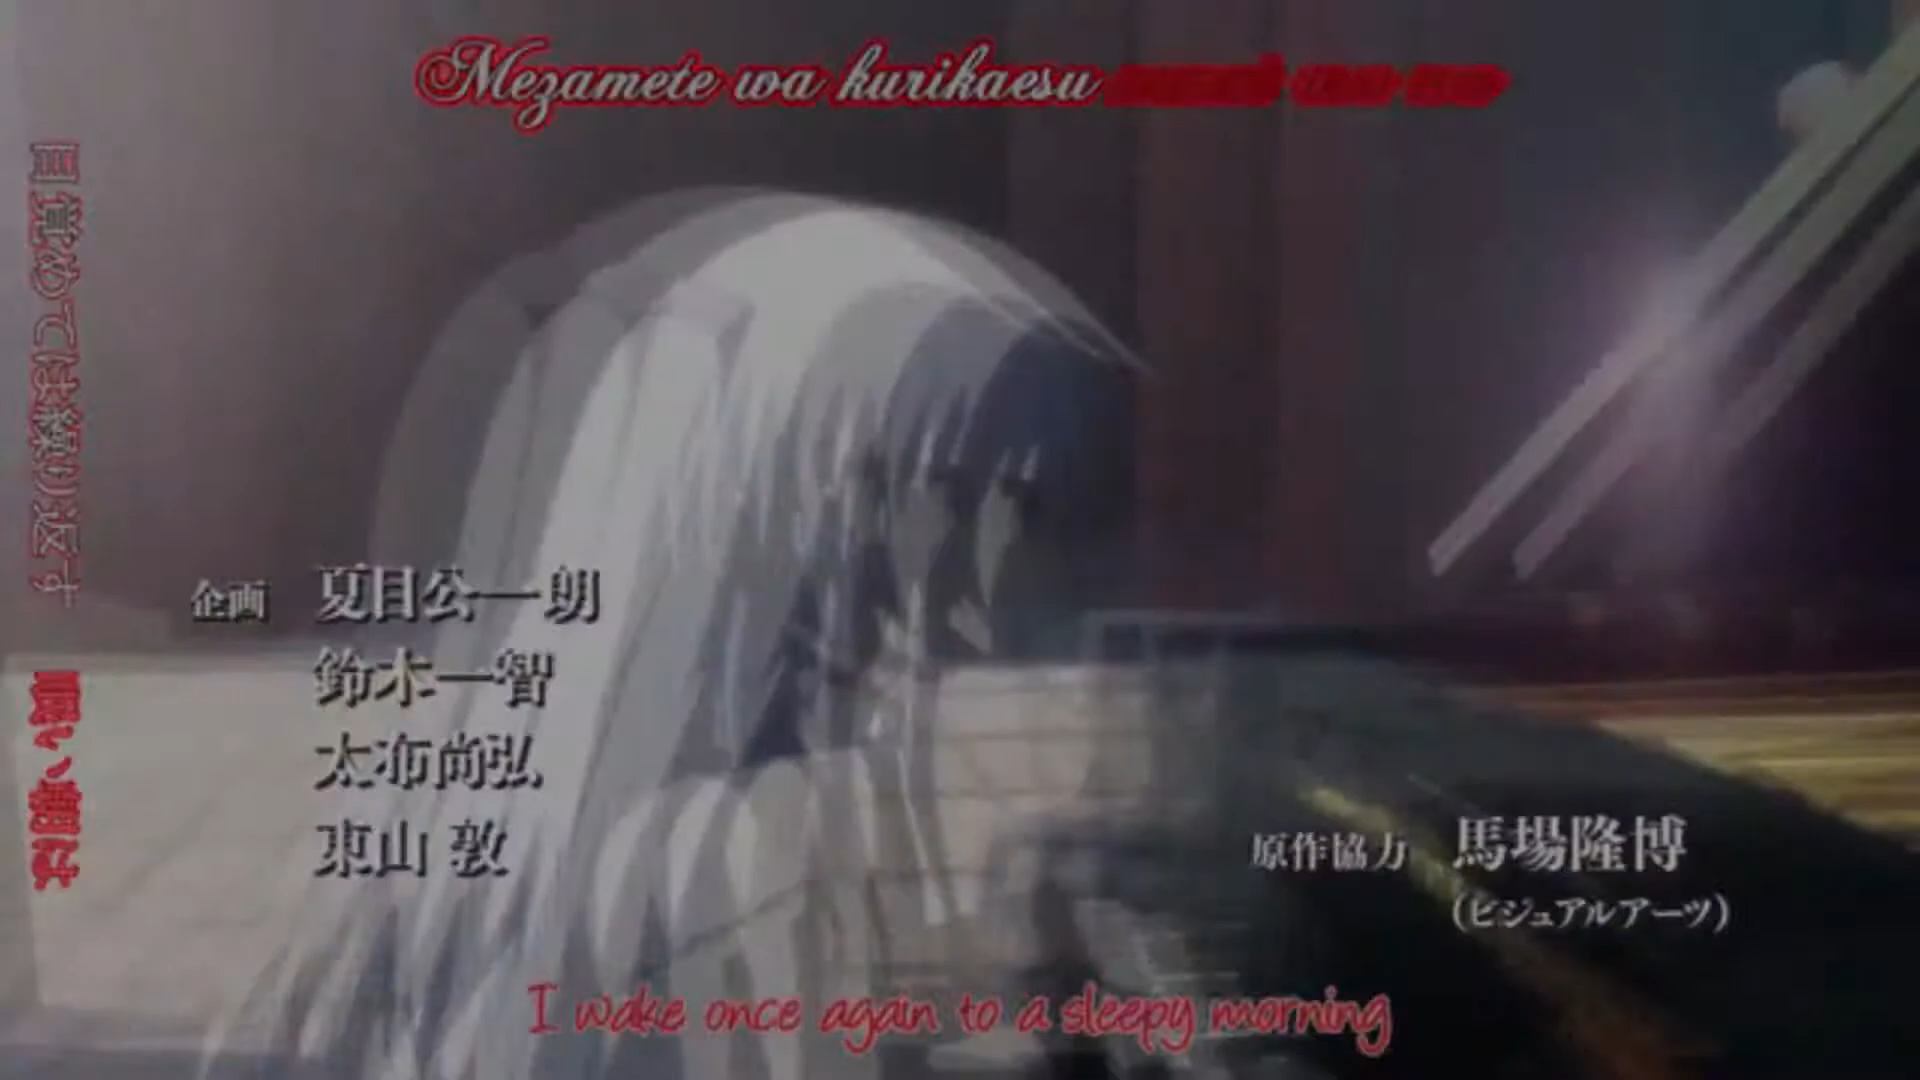 Mezamete wa kurikaesu
目覚めては繰り返す 眠い朝は
企画 夏目公一朗
鈴木一智
太布尚弘
東山 敦
原作協力 馬場隆博
(ビジュアルアーツ)
I wake once again to a sleepy morning